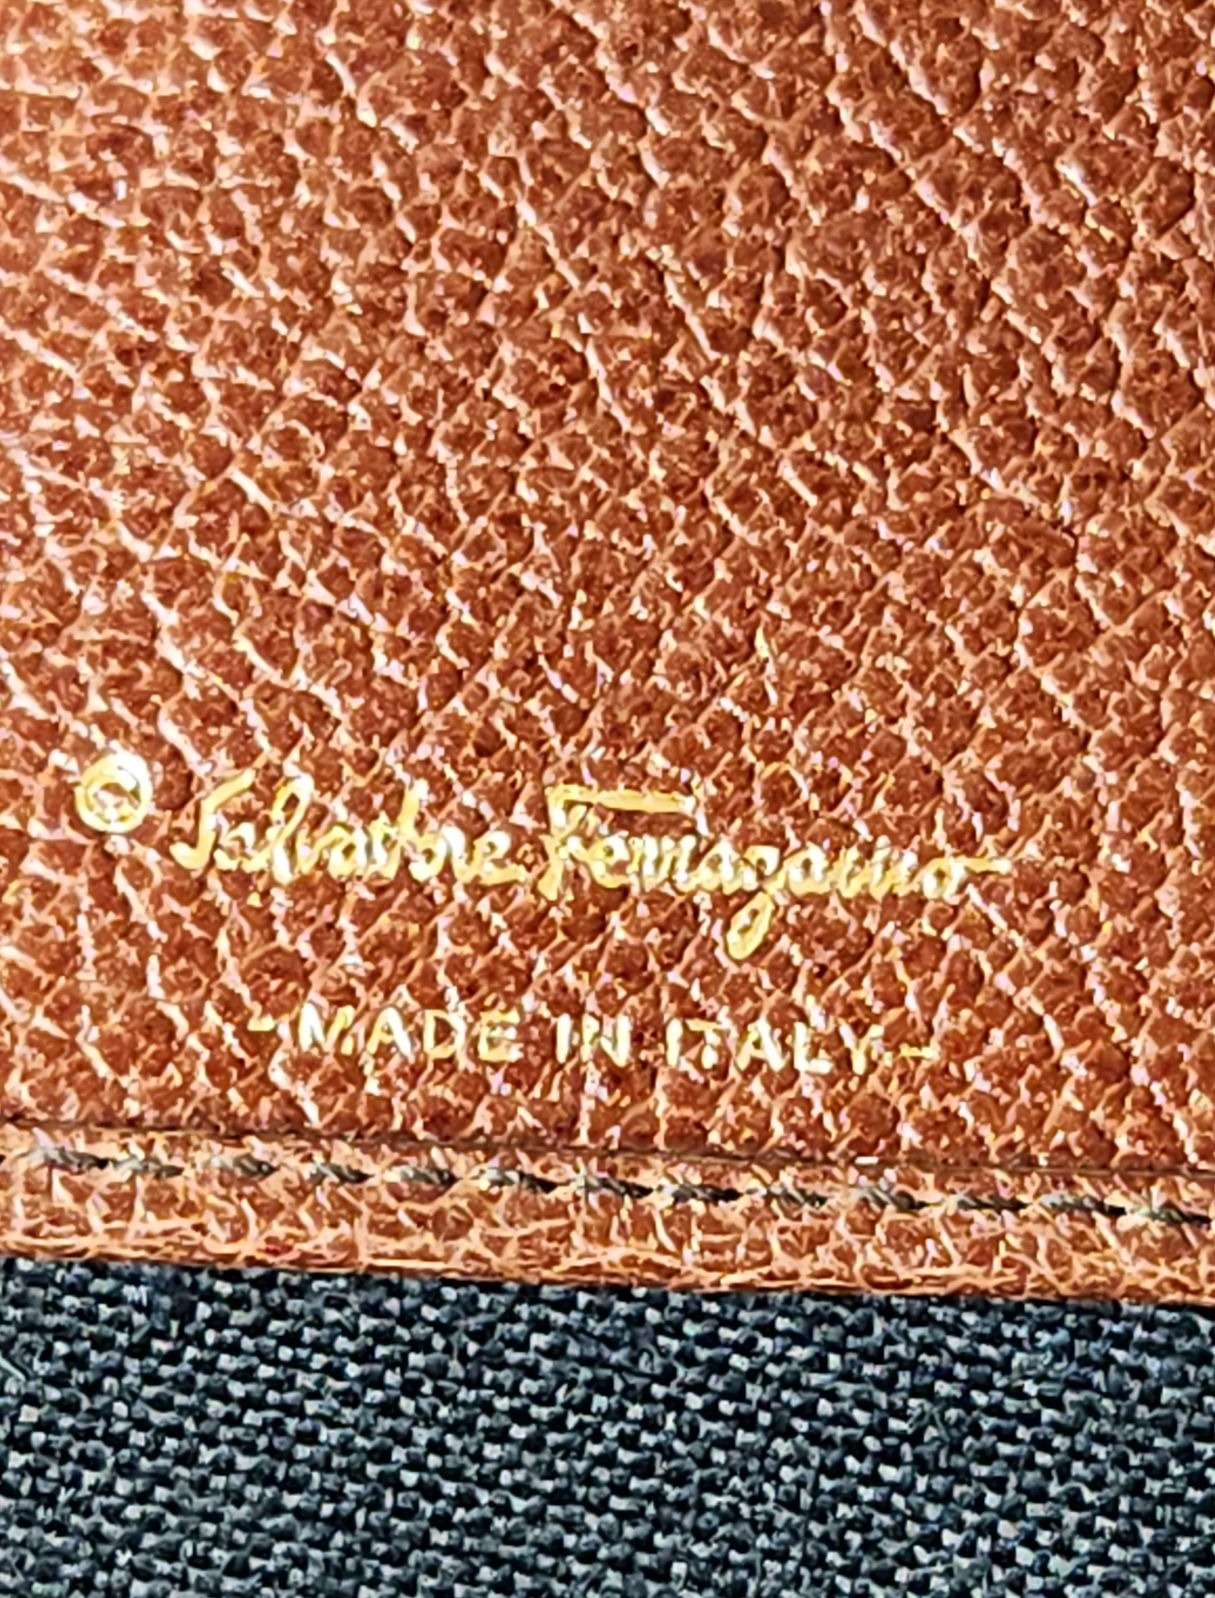 © Salvatore Ferragamo
-MADE IN ITALY-